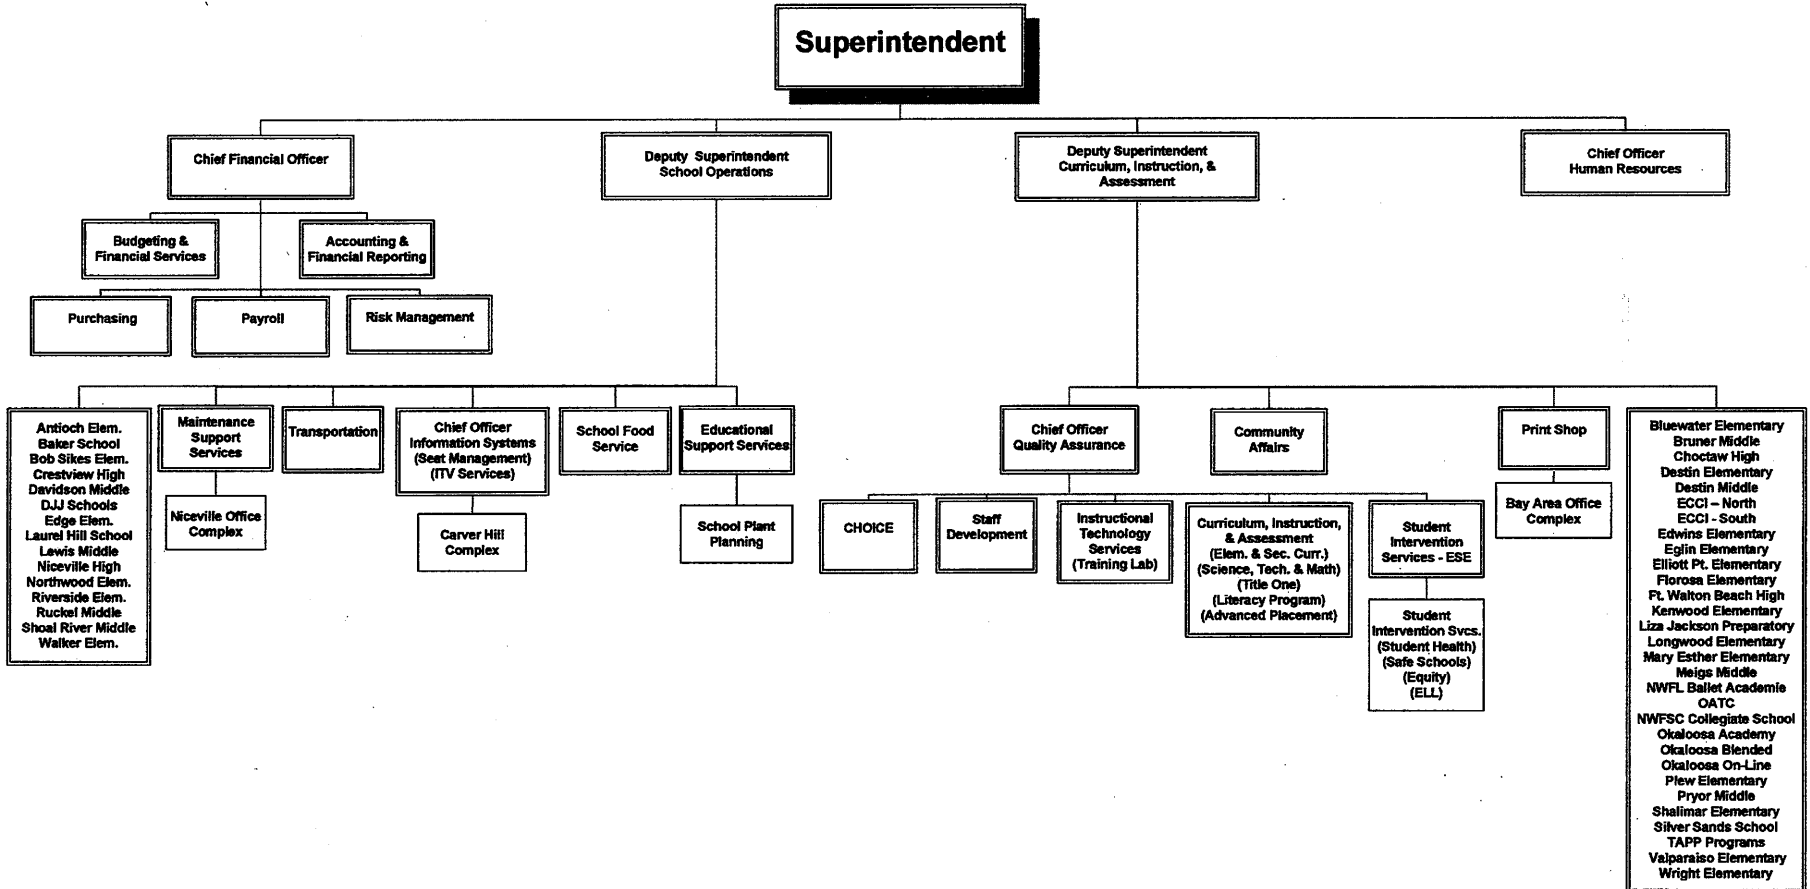 Superintendent
Chief Financial Officer
Deputy Superintendent
School Operations
Deputy Superintendent
Curriculum, Instruction, &
Assessment
Chief Officer
Human Resources
Budgeting &
Financial Services
Accounting &
Financial Reporting
Purchasing
Payroll
Risk Management
Antioch Elem.
Baker School
Bob Sikes Elem.
Crestview High
Davidson Middle
DJJ Schools
Edge Elem.
Laurel Hill School
Lewis Middle
Niceville High
Northwood Elem.
Riverside Elem.
Ruckel Middle
Shoal River Middle
Walker Elem.
Maintenance
Support
Services
Niceville Office
Complex
Transportation
Chief Officer
Information Systems
(Seat Management)
(ITV Services)
Carver Hill
Complex
School Food
Service
Educational
Support Services
School Plant
Planning
Chief Officer
Quality Assurance
CHOICE
Staff
Development
Instructional
Technology
Services
(Training Lab)
Curriculum, Instruction,
& Assessment
(Elem. & Sec. Curr.)
(Science, Tech. & Math)
(Title One)
(Literacy Program)
(Advanced Placement)
Student
Intervention
Services - ESE
Student
Intervention Svcs.
(Student Health)
(Safe Schools)
(Equity)
(ELL)
Community
Affairs
Print Shop
Bay Area Office
Complex
Bluewater Elementary
Bruner Middle
Choctaw High
Destin Elementary
Destin Middle
ECCI – North
ECCI - South
Edwins Elementary
Eglin Elementary
Elliott Pt. Elementary
Florosa Elementary
Ft. Walton Beach High
Kenwood Elementary
Liza Jackson Preparatory
Longwood Elementary
Mary Esther Elementary
Meigs Middle
NWFL Ballet Academie
OATC
NWFSC Collegiate School
Okaloosa Academy
Okaloosa Blended
Okaloosa On-Line
Plew Elementary
Pryor Middle
Shalimar Elementary
Silver Sands School
TAPP Programs
Valparaiso Elementary
Wright Elementary